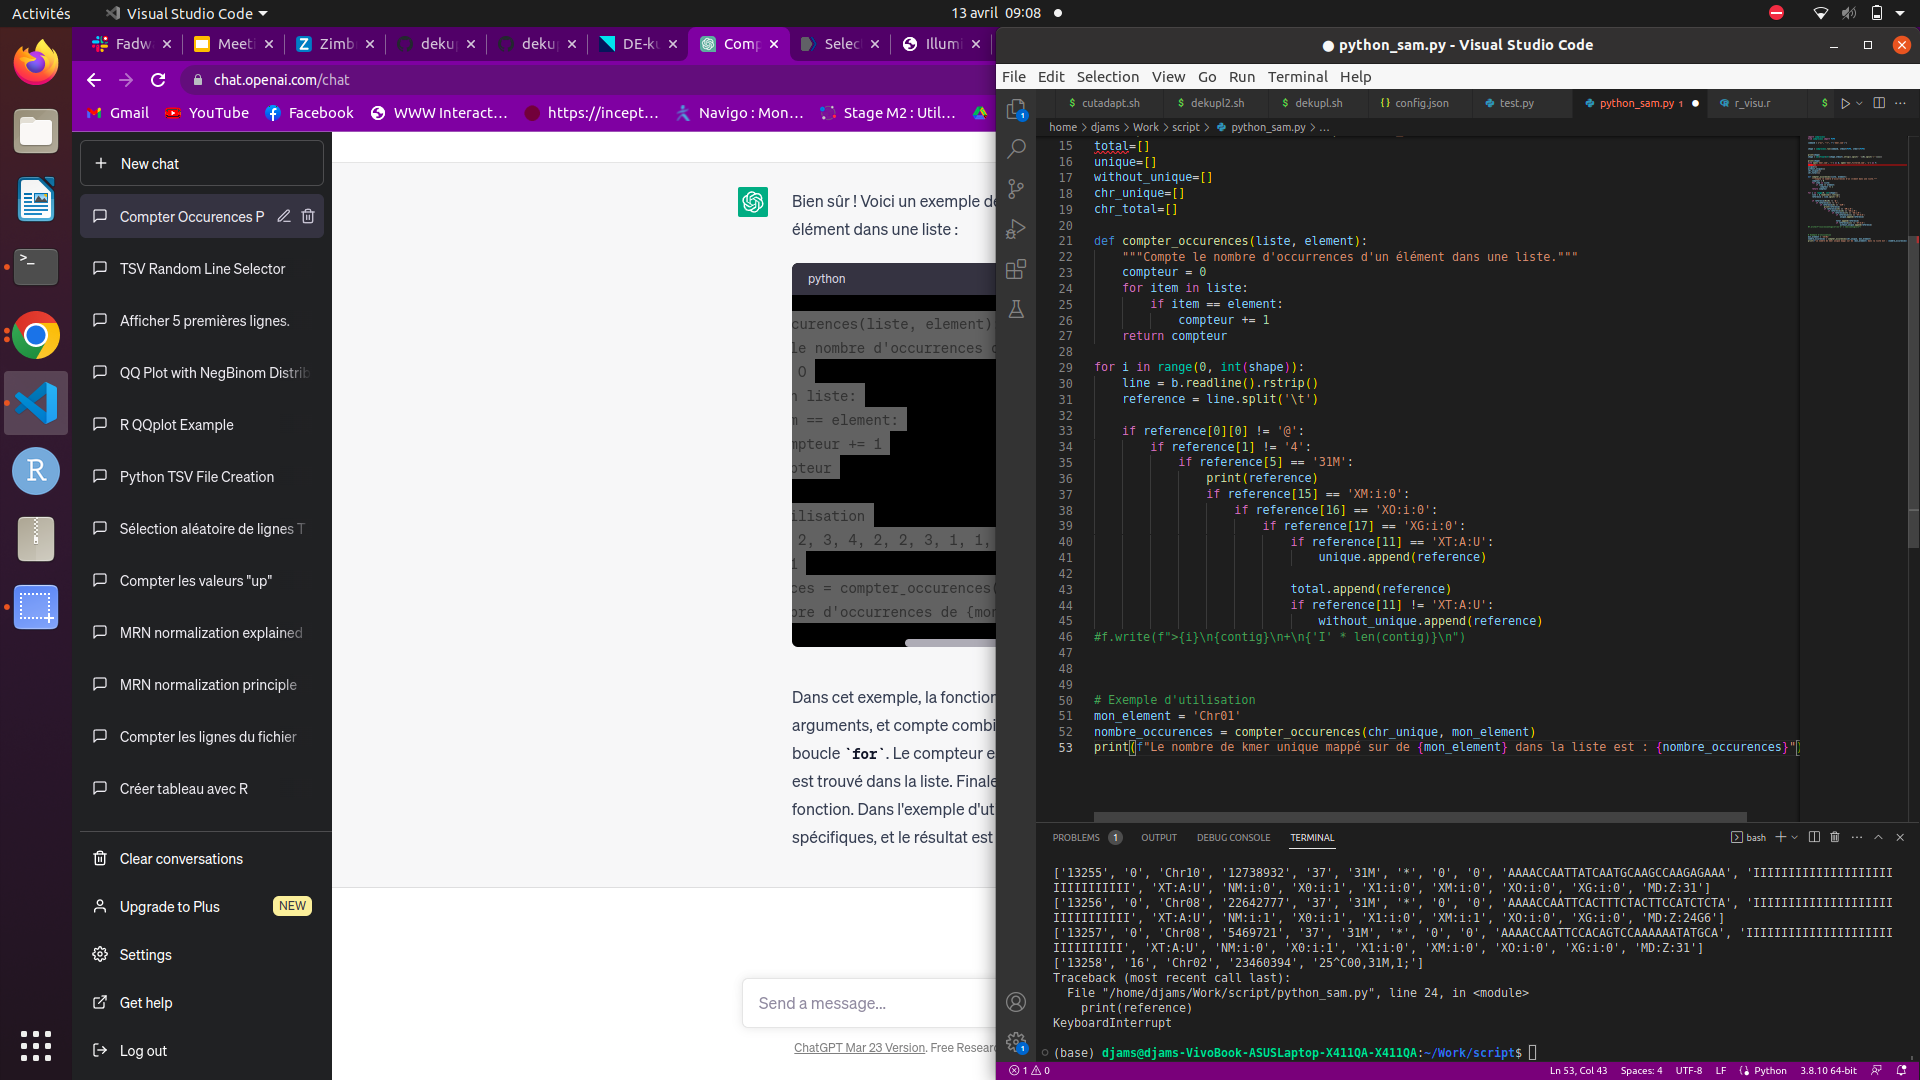 Activités
Visual Studio Code
13 avril 09:08
Fadw
Meeti
Zimb
deku
deku
DE-ku
Comp
Selec
Illumi
chat.openai.com/chat
Gmail
YouTube
Facebook
WWW Interact...
https://incept...
Navigo : Mon...
Stage M2 : Util...
New chat
Compter Occurences P
TSV Random Line Selector
Afficher 5 premières lignes.
QQ Plot with NegBinom Distrib
R QQplot Example
Python TSV File Creation
Sélection aléatoire de lignes T
Compter les valeurs "up"
MRN normalization explained
MRN normalization principle
Compter les lignes du fichier
Créer tableau avec R
Clear conversations
Upgrade to Plus
NEW
Settings
Get help
Log out
Bien sûr ! Voici un exemple de
élément dans une liste :
python
curences(liste, element)
le nombre d'occurrences
0
n liste:
m == element:
mpteur += 1
pteur
ilisation
2, 3, 4, 2, 2, 3, 1, 1,
1
ces = compter_occurences(
bre d'occurrences de {mon
Dans cet exemple, la fonction
arguments, et compte combi
boucle `for`. Le compteur e
est trouvé dans la liste. Finale
fonction. Dans l'exemple d'ut
spécifiques, et le résultat est
Send a message...
ChatGPT Mar 23 Version. Free Resear
● python_sam.py - Visual Studio Code
File Edit Selection View Go Run Terminal Help
cutadapt.sh
dekupl2.sh
dekupl.sh
config.json
test.py
python_sam.py 1
r_visu.r
home > djams > Work > script > python_sam.py > ...
15 total=[]
16 unique=[]
17 without_unique=[]
18 chr_unique=[]
19 chr_total=[]
20
21 def compter_occurences(liste, element):
22 """Compte le nombre d'occurrences d'un élément dans une liste."""
23 compteur = 0
24 for item in liste:
25 if item == element:
26 compteur += 1
27 return compteur
28
29 for i in range(0, int(shape)):
30 line = b.readline().rstrip()
31 reference = line.split('\t')
32
33 if reference[0][0] != '@':
34 if reference[1] != '4':
35 if reference[5] == '31M':
36 print(reference)
37 if reference[15] == 'XM:i:0':
38 if reference[16] == 'XO:i:0':
39 if reference[17] == 'XG:i:0':
40 if reference[11] == 'XT:A:U':
41 unique.append(reference)
42
43 total.append(reference)
44 if reference[11] != 'XT:A:U':
45 without_unique.append(reference)
46 #f.write(f">{i}\n{contig}\n+\n{'I' * len(contig)}\n")
47
48
49
50 # Exemple d'utilisation
51 mon_element = 'Chr01'
52 nombre_occurences = compter_occurences(chr_unique, mon_element)
53 print(f"Le nombre de kmer unique mappé sur de {mon_element} dans la liste est : {nombre_occurences}")
PROBLEMS 1 OUTPUT DEBUG CONSOLE TERMINAL
bash
['13255', '0', 'Chr10', '12738932', '37', '31M', '*', '0', '0', 'AAAACCAATTATCAATGCAAGCCAAGAGAAA', 'IIIIIIIIIIIIIIIIIIII
IIIIIIIIIII', 'XT:A:U', 'NM:i:0', 'X0:i:1', 'X1:i:0', 'XM:i:0', 'XO:i:0', 'XG:i:0', 'MD:Z:31']
['13256', '0', 'Chr08', '22642777', '37', '31M', '*', '0', '0', 'AAAACCAATTCACTTTCTACTTCCATCTCTA', 'IIIIIIIIIIIIIIIIIIII
IIIIIIIIIII', 'XT:A:U', 'NM:i:1', 'X0:i:1', 'X1:i:0', 'XM:i:1', 'XO:i:0', 'XG:i:0', 'MD:Z:24G6']
['13257', '0', 'Chr08', '5469721', '37', '31M', '*', '0', '0', 'AAAACCAATTCCACAGTCCAAAAAATATGCA', 'IIIIIIIIIIIIIIIIIIIII
IIIIIIIIII', 'XT:A:U', 'NM:i:0', 'X0:i:1', 'X1:i:0', 'XM:i:0', 'XO:i:0', 'XG:i:0', 'MD:Z:31']
['13258', '16', 'Chr02', '23460394', '25^C00,31M,1;']
Traceback (most recent call last):
File "/home/djams/Work/script/python_sam.py", line 24, in <module>
print(reference)
KeyboardInterrupt
(base) djams@djams-VivoBook-ASUSLaptop-X411QA-X411QA:~/Work/script$
1 0
Ln 53, Col 43 Spaces: 4 UTF-8 LF Python 3.8.10 64-bit